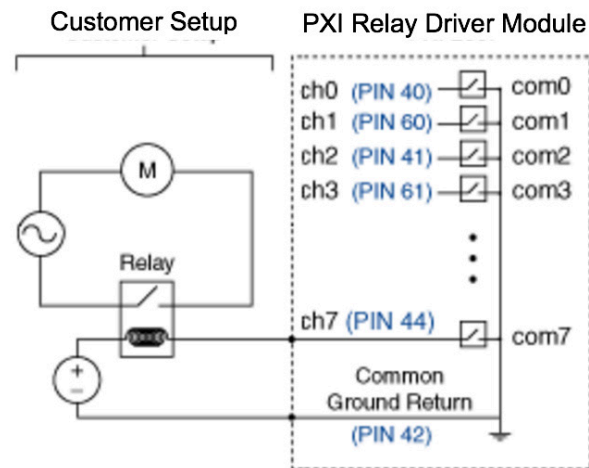 Customer Setup
PXI Relay Driver Module
ch0 (PIN 40) com0
ch1 (PIN 60) com1
ch2 (PIN 41) com2
ch3 (PIN 61) com3
M
Relay
ch7 (PIN 44) com7
+
−
Common
Ground Return
(PIN 42)